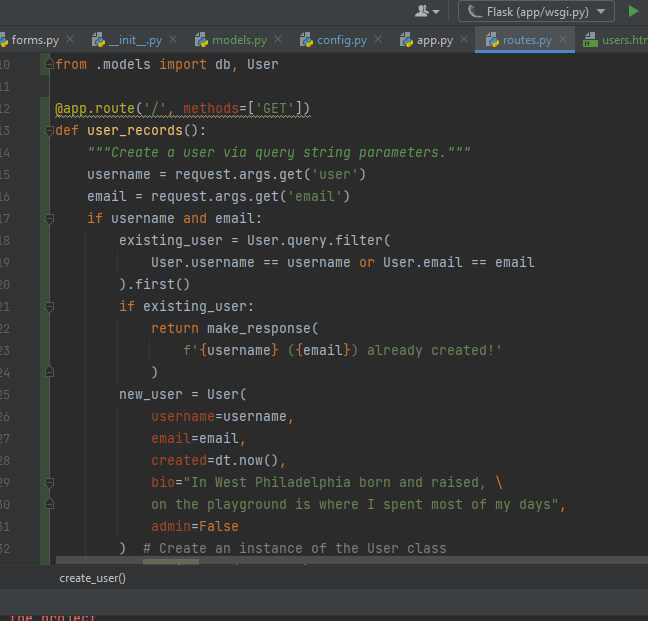 Flask (app/wsgi.py)
forms.py × __init__.py × models.py × config.py × app.py × routes.py × users.htm
10 from .models import db, User
11
12 @app.route('/', methods=['GET'])
13 def user_records():
14 """Create a user via query string parameters."""
15 username = request.args.get('user')
16 email = request.args.get('email')
17 if username and email:
18 existing_user = User.query.filter(
19 User.username == username or User.email == email
20 ).first()
21 if existing_user:
22 return make_response(
23 f'{username} ({email}) already created!'
24 )
25 new_user = User(
26 username=username,
27 email=email,
28 created=dt.now(),
29 bio="In West Philadelphia born and raised, \
30 on the playground is where I spent most of my days",
31 admin=False
32 ) # Create an instance of the User class
create_user()
the project